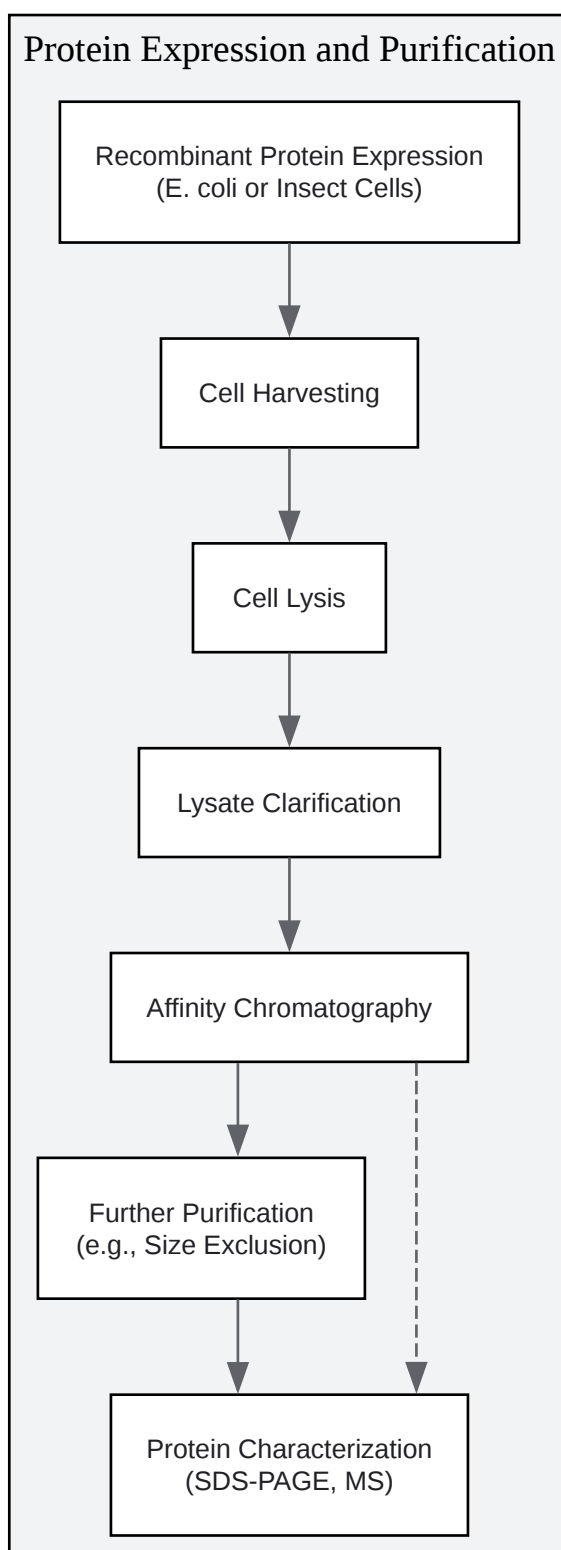 Protein Expression and Purification
Recombinant Protein Expression
(E. coli or Insect Cells)
Cell Harvesting
Cell Lysis
Lysate Clarification
Affinity Chromatography
Further Purification
(e.g., Size Exclusion)
Protein Characterization
(SDS-PAGE, MS)